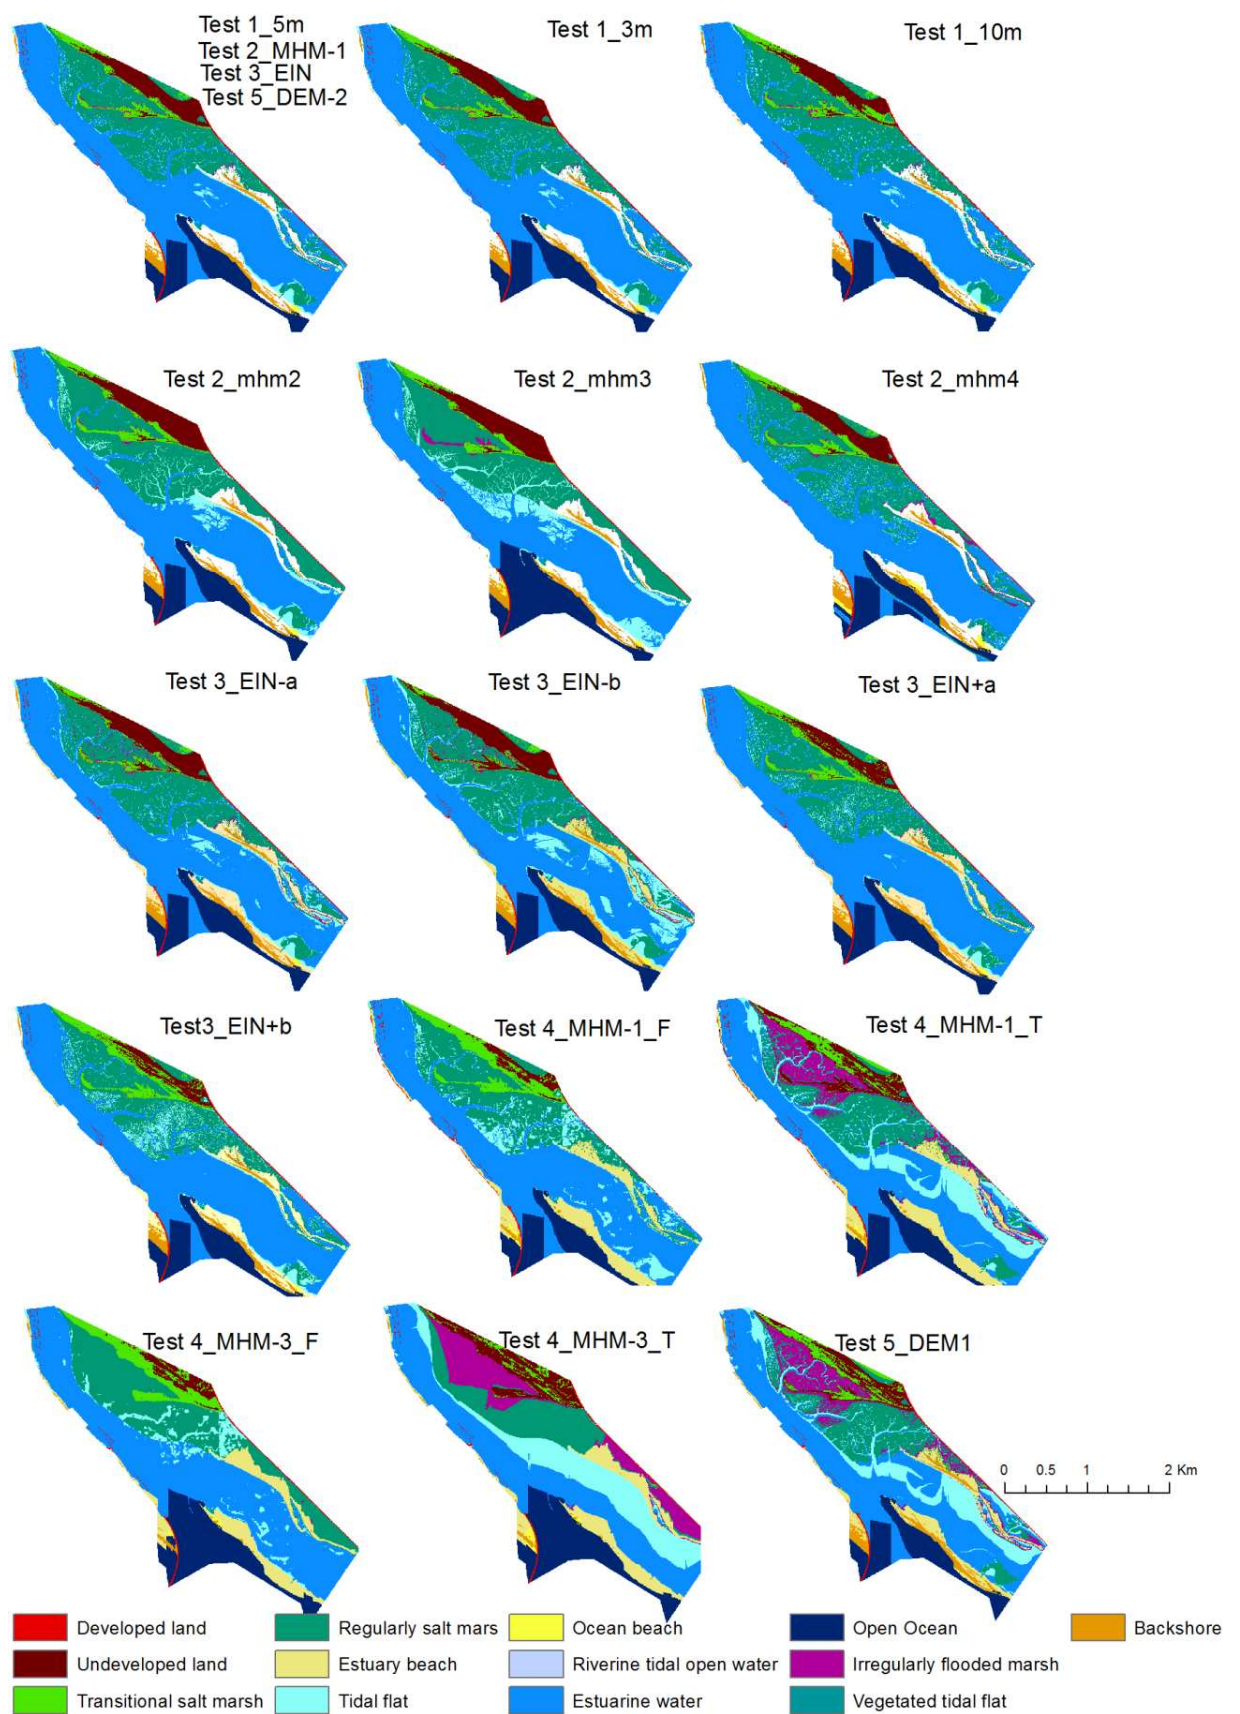 Test 1_5m
Test 2_MHM-1
Test 3_EIN
Test 5_DEM-2
Test 1_3m
Test 1_10m
Test 2_mhm2
Test 2_mhm3
Test 2_mhm4
Test 3_EIN-a
Test 3_EIN-b
Test 3_EIN+a
Test3_EIN+b
Test 4_MHM-1_F
Test 4_MHM-1_T
Test 4_MHM-3_F
Test 4_MHM-3_T
Test 5_DEM1
0 0.5 1 2 Km
Developed land
Regularly salt mars
Ocean beach
Open Ocean
Backshore
Undeveloped land
Estuary beach
Riverine tidal open water
Irregularly flooded marsh
Transitional salt marsh
Tidal flat
Estuarine water
Vegetated tidal flat